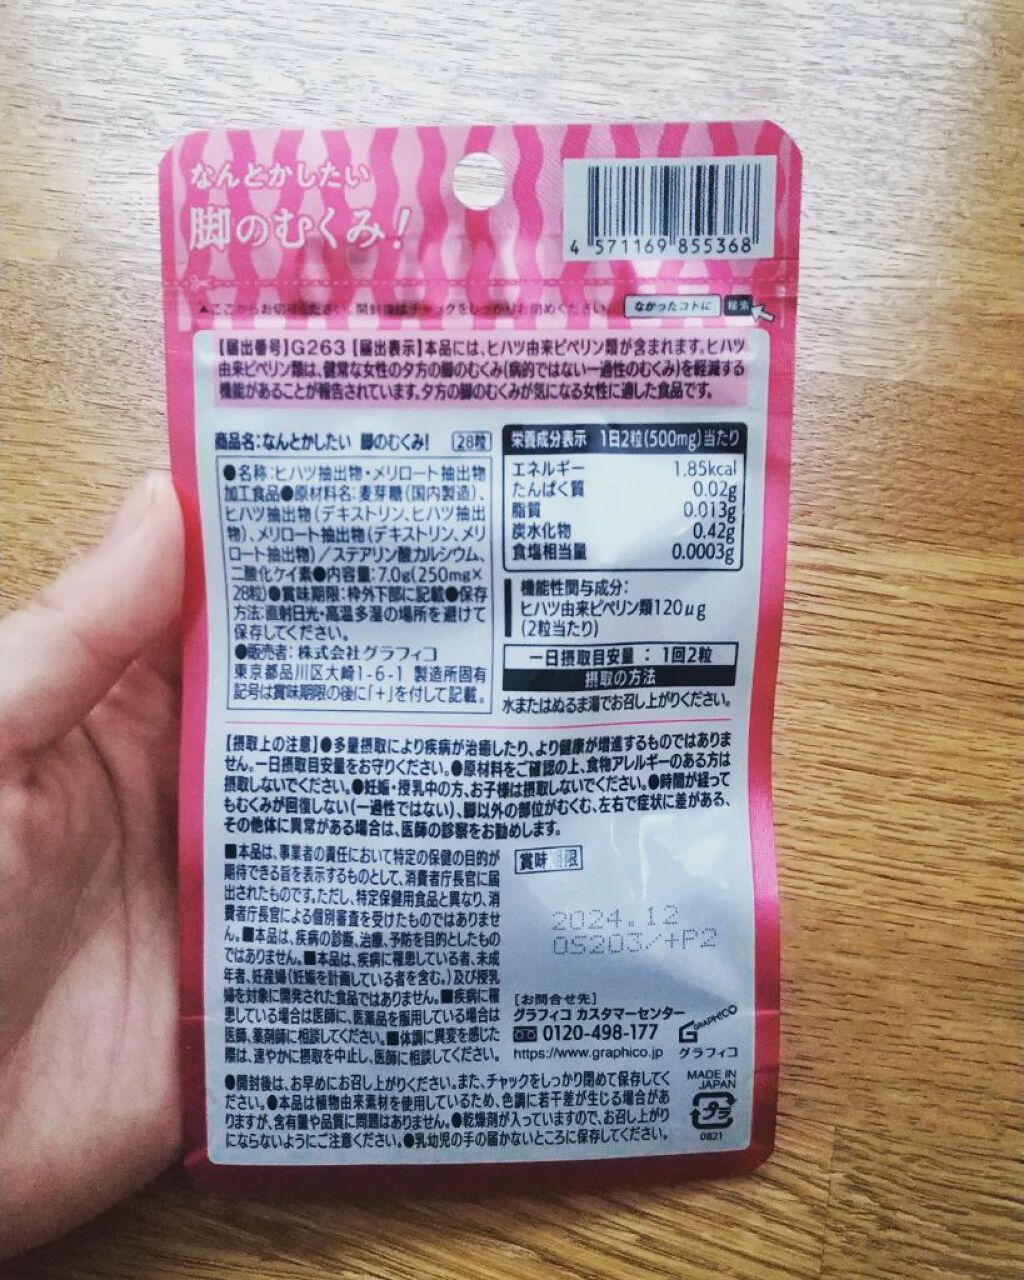 なんとかしたい
脚のむくみ!
4 571169 855368
▲ここからお切りください。開封後はチャックをしっかりお閉めください。
なかったコトに 検索
【届出番号】G263【届出表示】本品には、ヒハツ由来ピペリン類が含まれます。ヒハツ
由来ピペリン類は、健常な女性の夕方の脚のむくみ(病的ではない一過性のむくみ)を軽減する
機能があることが報告されています。夕方の脚のむくみが気になる女性に適した食品です。
商品名:なんとかしたい 脚のむくみ! 28粒
●名称:ヒハツ抽出物・メリロート抽出物
加工食品●原材料名:麦芽糖(国内製造)、
ヒハツ抽出物(デキストリン、ヒハツ抽出
物)、メリロート抽出物(デキストリン、メリ
ロート抽出物)/ステアリン酸カルシウム、
二酸化ケイ素●内容量:7.0g(250mg×
28粒)●賞味期限:枠外下部に記載●保存
方法:直射日光・高温多湿の場所を避けて
保存してください。
●販売者:株式会社グラフィコ
東京都品川区大崎1-6-1 製造所固有
記号は賞味期限の後に「+」を付して記載。
栄養成分表示 1日2粒(500mg)当たり
エネルギー 1.85kcal
たんぱく質 0.02g
脂質 0.013g
炭水化物 0.42g
食塩相当量 0.0003g
機能性関与成分:
ヒハツ由来ピペリン類120μg
(2粒当たり)
一日摂取目安量 : 1回2粒
摂取の方法
水またはぬるま湯でお召し上がりください。
【摂取上の注意】●多量摂取により疾病が治癒したり、より健康が増進するものではありま
せん。一日摂取目安量をお守りください。●原材料をご確認の上、食物アレルギーのある方は
摂取しないでください。●妊娠・授乳中の方、お子様は摂取しないでください。●時間が経って
もむくみが回復しない(一過性ではない)、脚以外の部位がむくむ、左右で症状に差がある、
その他体に異常がある場合は、医師の診察をお勧めします。
■本品は、事業者の責任において特定の保健の目的が
期待できる旨を表示するものとして、消費者庁長官に届
出されたものです。ただし、特定保健用食品と異なり、消
費者庁長官による個別審査を受けたものではありませ
ん。■本品は、疾病の診断、治療、予防を目的としたもの
ではありません。■本品は、疾病に罹患している者、未成
年者、妊産婦(妊娠を計画している者を含む。)及び授乳
婦を対象に開発された食品ではありません。■疾病に罹
患している場合は医師に、医薬品を服用している場合は
医師、薬剤師に相談してください。■体調に異変を感じた
際は、速やかに摂取を中止し、医師に相談してください。
賞味期限
2024.12
OS203/+P2
[お問合せ先]
グラフィコ カスタマーセンター
0120-498-177
https://www.graphico.jp
GRAPHICO
グラフィコ
●開封後は、お早めにお召し上がりください。また、チャックをしっかり閉めて保存してく
ださい。●本品は植物由来素材を使用しているため、色調に若干差が生じる場合があ
りますが、含有量や品質に問題はありません。●乾燥剤が入っていますので、お召し上がり
にならないようにご注意ください。●乳幼児の手の届かないところに保存してください。
MADE IN
JAPAN
プラ
0821